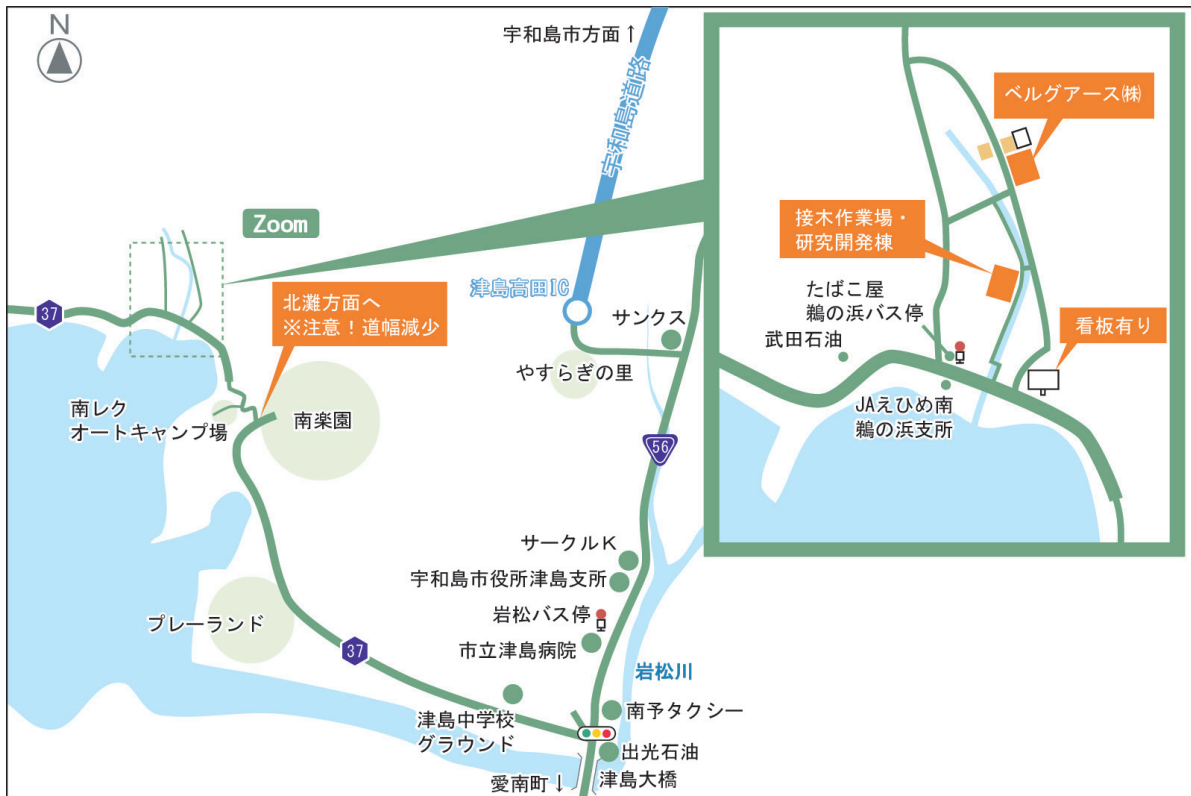 N
宇和島市方面↑
宇和島道路
Zoom
津島高田IC
サンクス
やすらぎの里
37
北灘方面へ
※注意！道幅減少
南レク
オートキャンプ場
南楽園
56
サークルK
宇和島市役所津島支所
岩松バス停
市立津島病院
プレーランド
37
岩松川
津島中学校
グラウンド
南予タクシー
出光石油
愛南町↓
津島大橋
ベルグアース㈱
接木作業場・
研究開発棟
たばこ屋
鵜の浜バス停
武田石油
看板有り
JAえひめ南
鵜の浜支所